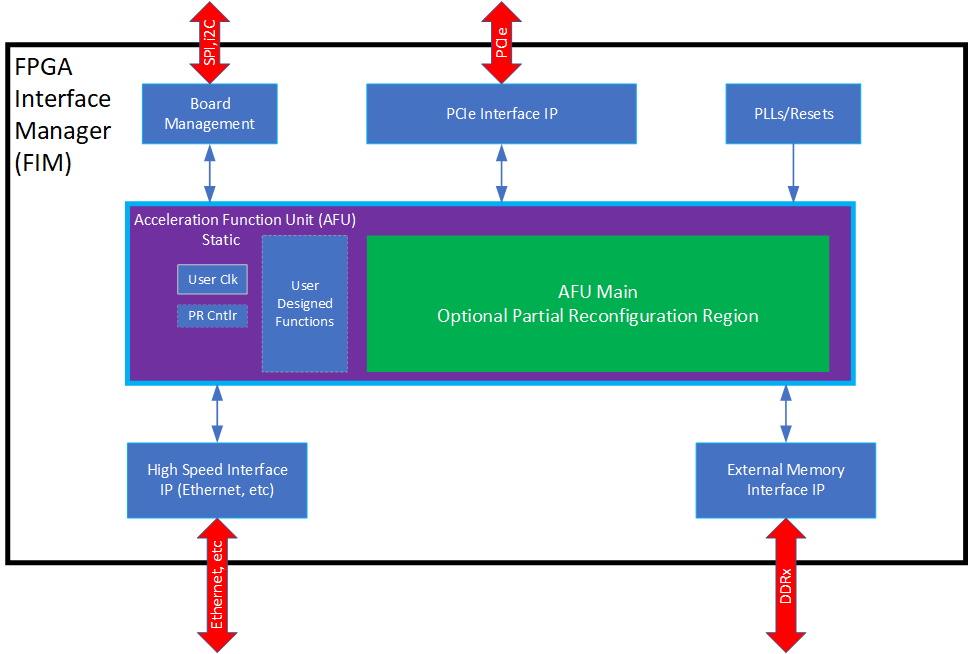 SPI,i2C
PCIe
FPGA
Interface
Manager
(FIM)
Board
Management
PCIe Interface IP
PLLs/Resets
Acceleration Function Unit (AFU)
Static
User Clk
PR Cntlr
User
Designed
Functions
AFU Main
Optional Partial Reconfiguration Region
High Speed Interface
IP (Ethernet, etc)
External Memory
Interface IP
Ethernet, etc
DDRx